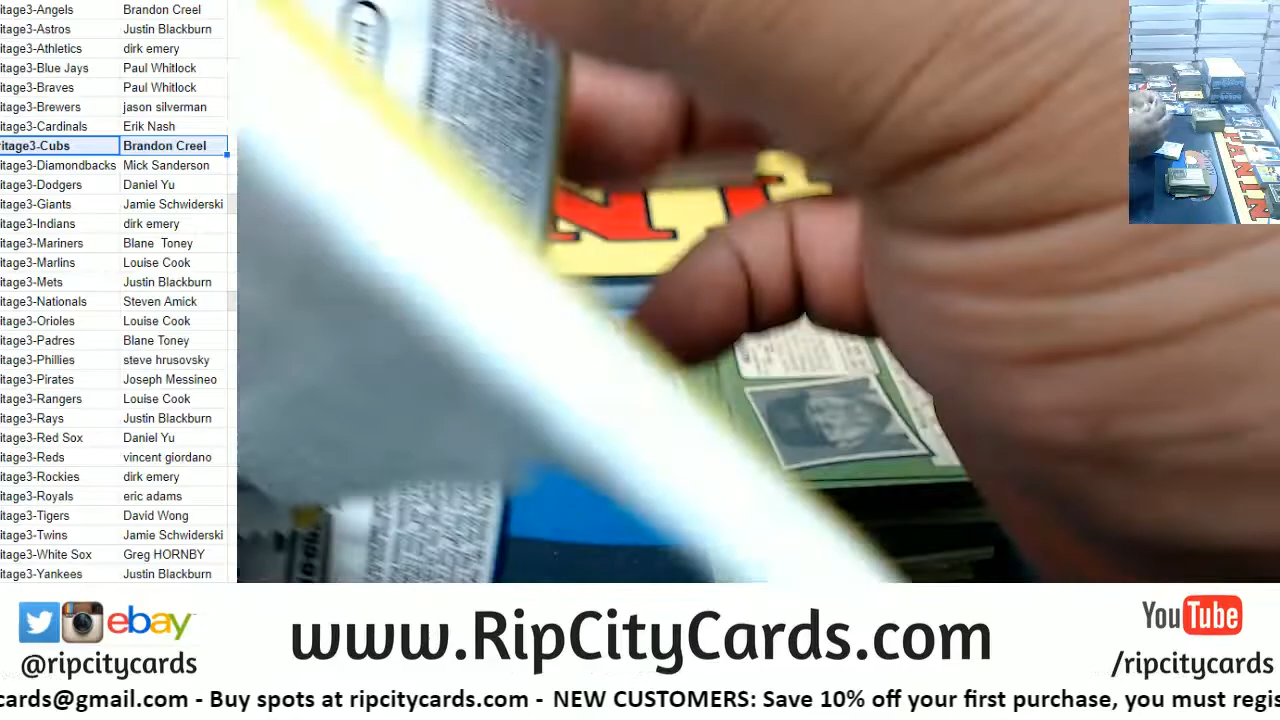 itage3-Angels Brandon Creel
itage3-Astros Justin Blackburn
itage3-Athletics dirk emery
itage3-Blue Jays Paul Whitlock
itage3-Braves Paul Whitlock
itage3-Brewers jason silverman
itage3-Cardinals Erik Nash
itage3-Cubs Brandon Creel
itage3-Diamondbacks Mick Sanderson
itage3-Dodgers Daniel Yu
itage3-Giants Jamie Schwiderski
itage3-Indians dirk emery
itage3-Mariners Blane Toney
itage3-Marlins Louise Cook
itage3-Mets Justin Blackburn
itage3-Nationals Steven Amick
itage3-Orioles Louise Cook
itage3-Padres Blane Toney
itage3-Phillies steve hrusovsky
itage3-Pirates Joseph Messineo
itage3-Rangers Louise Cook
itage3-Rays Justin Blackburn
itage3-Red Sox Daniel Yu
itage3-Reds vincent giordano
itage3-Rockies dirk emery
itage3-Royals eric adams
itage3-Tigers David Wong
itage3-Twins Jamie Schwiderski
itage3-White Sox Greg HORNBY
itage3-Yankees Justin Blackburn
PANIN
ebay
@ripcitycards
www.RipCityCards.com
YouTube
/ripcitycards
cards@gmail.com - Buy spots at ripcitycards.com - NEW CUSTOMERS: Save 10% off your first purchase, you must regis